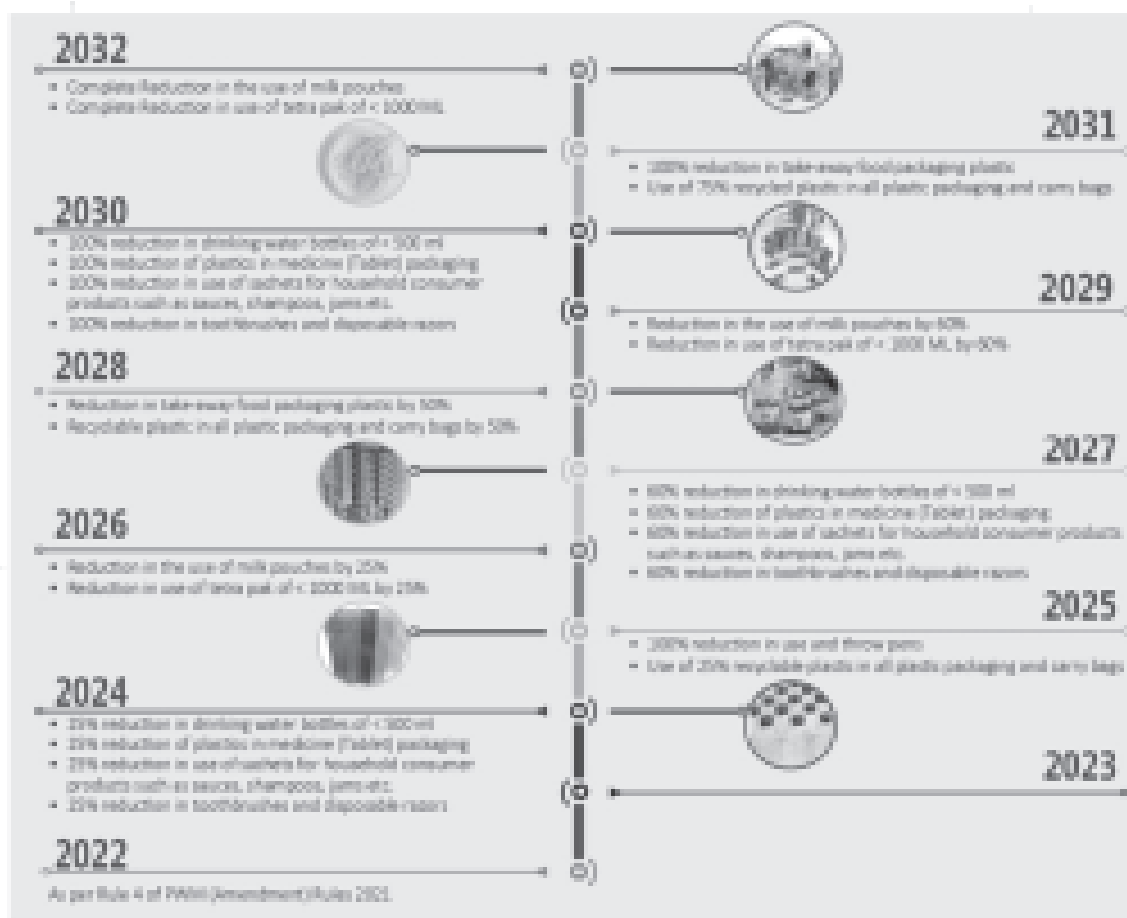 2032
• Complete Reduction in the use of milk pouches
• Complete Reduction in use of tetra pak of < 1000 ML
2031
• 100% reduction in take-away food packaging plastic
• Use of 75% recycled plastic in all plastic packaging and carry bags
2030
• 100% reduction in drinking water bottles of < 500 ml
• 100% reduction of plastics in medicine (Tablet) packaging
• 100% reduction in use of sachets for household consumer
products such as sauces, shampoos, jams etc.
• 100% reduction in toothbrushes and disposable razors
2029
• Reduction in the use of milk pouches by 60%
• Reduction in use of tetra pak of < 1000 ML by 60%
2028
• Reduction in take-away food packaging plastic by 50%
• Recyclable plastic in all plastic packaging and carry bags by 50%
2027
• 60% reduction in drinking water bottles of < 500 ml
• 60% reduction of plastics in medicine (Tablet) packaging
• 60% reduction in use of sachets for household consumer products
such as sauces, shampoos, jams etc.
• 60% reduction in toothbrushes and disposable razors
2026
• Reduction in the use of milk pouches by 25%
• Reduction in use of tetra pak of < 1000 ML by 25%
2025
• 100% reduction in use and throw pens
• Use of 25% recyclable plastic in all plastic packaging and carry bags
2024
• 25% reduction in drinking water bottles of < 500 ml
• 25% reduction of plastics in medicine (Tablet) packaging
• 25% reduction in use of sachets for household consumer
products such as sauces, shampoos, jams etc.
• 25% reduction in toothbrushes and disposable razors
2023
2022
As per Rule 4 of PWM (Amendment) Rules 2021